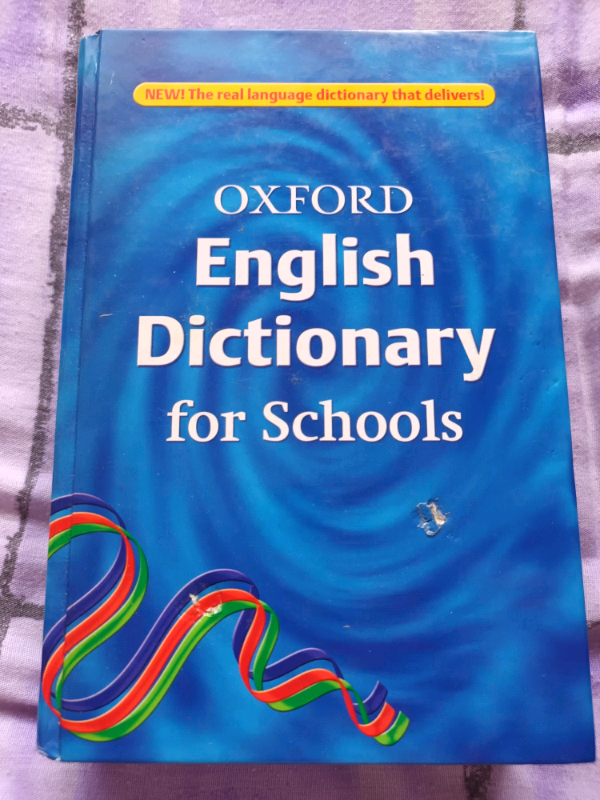 NEW! The real language dictionary that delivers!
OXFORD
English
Dictionary
for Schools